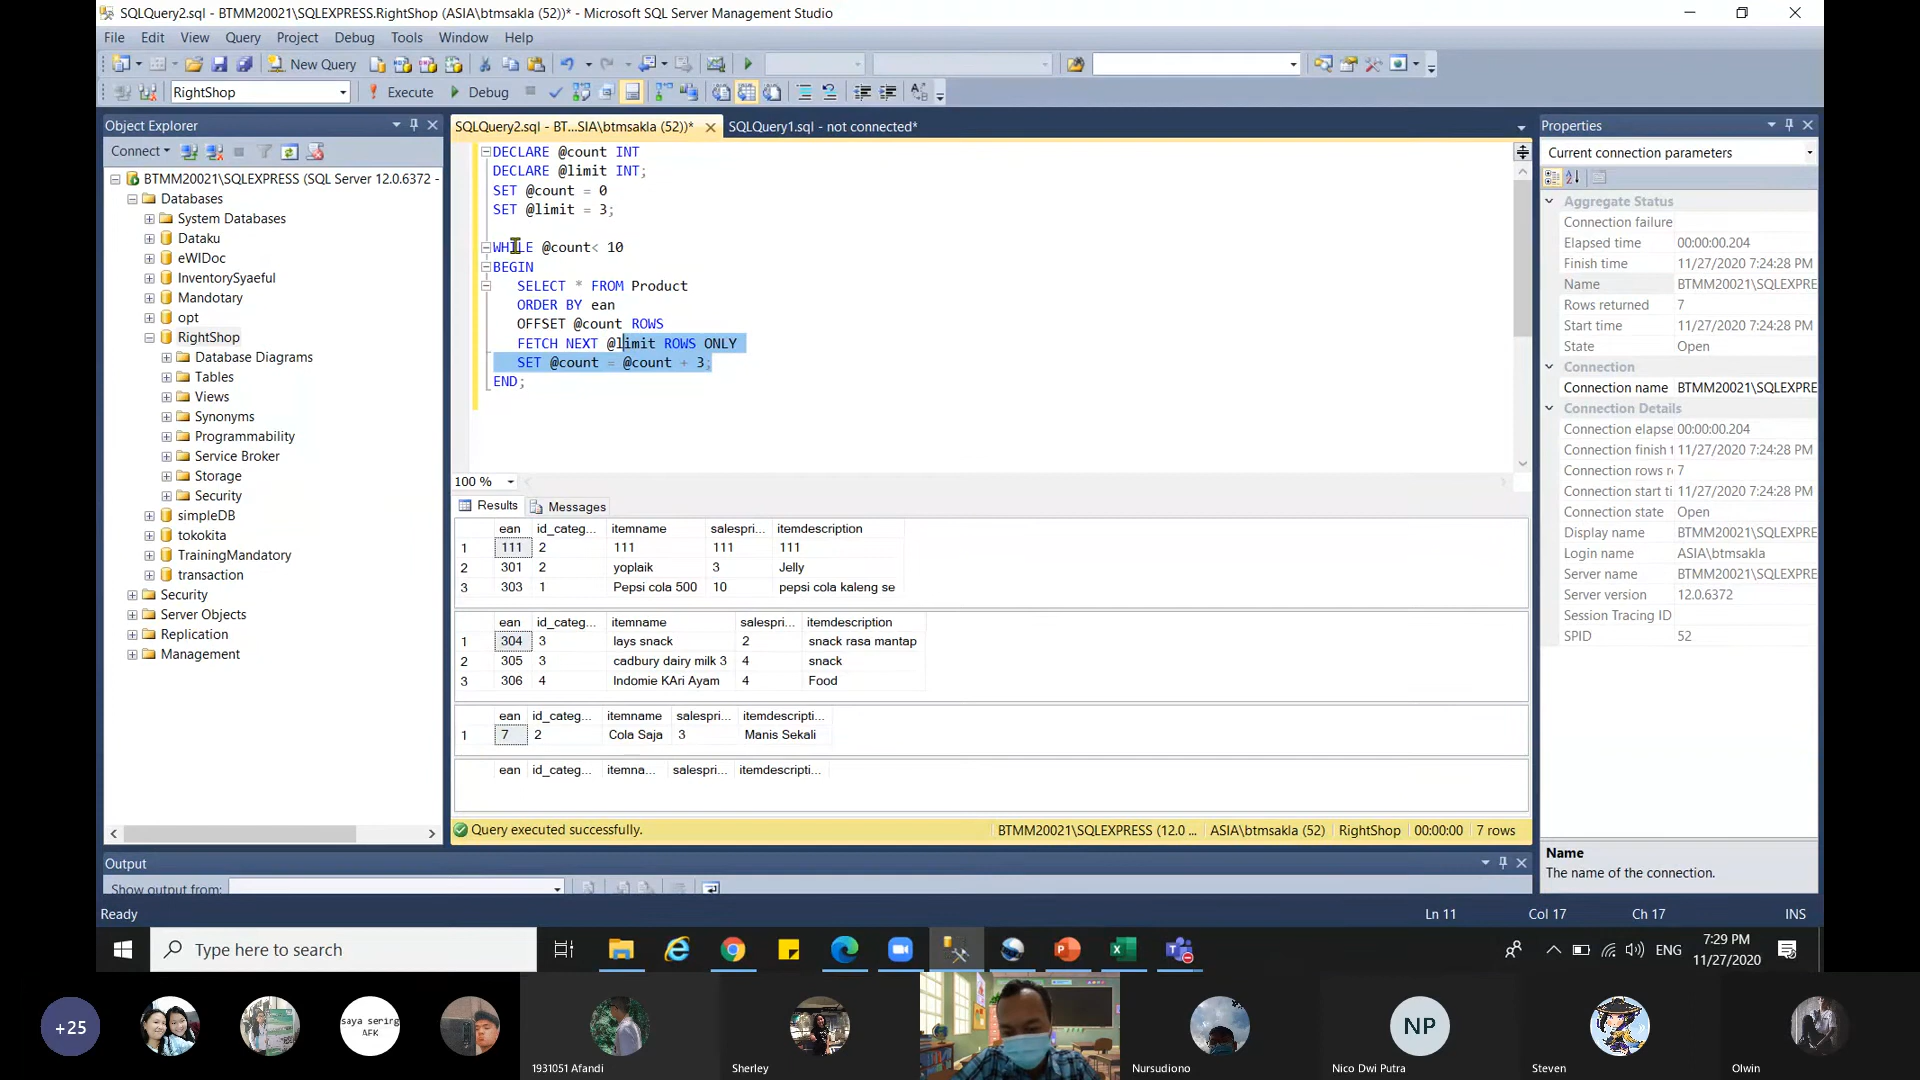 SQLQuery2.sql - BTMM20021\SQLEXPRESS.RightShop (ASIA\btmsakla (52))* - Microsoft SQL Server Management Studio
File Edit View Query Project Debug Tools Window Help
New Query
RightShop Execute Debug
Object Explorer
Connect
BTMM20021\SQLEXPRESS (SQL Server 12.0.6372 -
Databases
System Databases
Dataku
eWIDoc
InventorySyaeful
Mandotary
opt
RightShop
Database Diagrams
Tables
Views
Synonyms
Programmability
Service Broker
Storage
Security
simpleDB
tokokita
TrainingMandatory
transaction
Security
Server Objects
Replication
Management
SQLQuery2.sql - BT...SIA\btmsakla (52))* SQLQuery1.sql - not connected*
DECLARE @count INT
DECLARE @limit INT;
SET @count = 0
SET @limit = 3;
WHILE @count< 10
BEGIN
SELECT * FROM Product
ORDER BY ean
OFFSET @count ROWS
FETCH NEXT @limit ROWS ONLY
SET @count = @count + 3;
END;
100 %
Results Messages
ean id_categ... itemname salespri... itemdescription
1 111 2 111 111 111
2 301 2 yoplaik 3 Jelly
3 303 1 Pepsi cola 500 10 pepsi cola kaleng se
ean id_categ... itemname salespri... itemdescription
1 304 3 lays snack 2 snack rasa mantap
2 305 3 cadbury dairy milk 3 4 snack
3 306 4 Indomie KAri Ayam 4 Food
ean id_categ... itemname salespri... itemdescripti...
1 7 2 Cola Saja 3 Manis Sekali
ean id_categ... itemna... salespri... itemdescripti...
Query executed successfully. BTMM20021\SQLEXPRESS (12.0 ... ASIA\btmsakla (52) RightShop 00:00:00 7 rows
Properties
Current connection parameters
Aggregate Status
Connection failure
Elapsed time 00:00:00.204
Finish time 11/27/2020 7:24:28 PM
Name BTMM20021\SQLEXPRE
Rows returned 7
Start time 11/27/2020 7:24:28 PM
State Open
Connection
Connection name BTMM20021\SQLEXPRE
Connection Details
Connection elapse 00:00:00.204
Connection finish t 11/27/2020 7:24:28 PM
Connection rows re 7
Connection start ti 11/27/2020 7:24:28 PM
Connection state Open
Display name BTMM20021\SQLEXPRE
Login name ASIA\btmsakla
Server name BTMM20021\SQLEXPRE
Server version 12.0.6372
Session Tracing ID
SPID 52
Name
The name of the connection.
Output
Show output from:
Ready Ln 11 Col 17 Ch 17 INS
Type here to search
ENG
7:29 PM
11/27/2020
+25
saya sering
AFK
NP
1931051 Afandi Sherley Nursudiono Nico Dwi Putra Steven Olwin